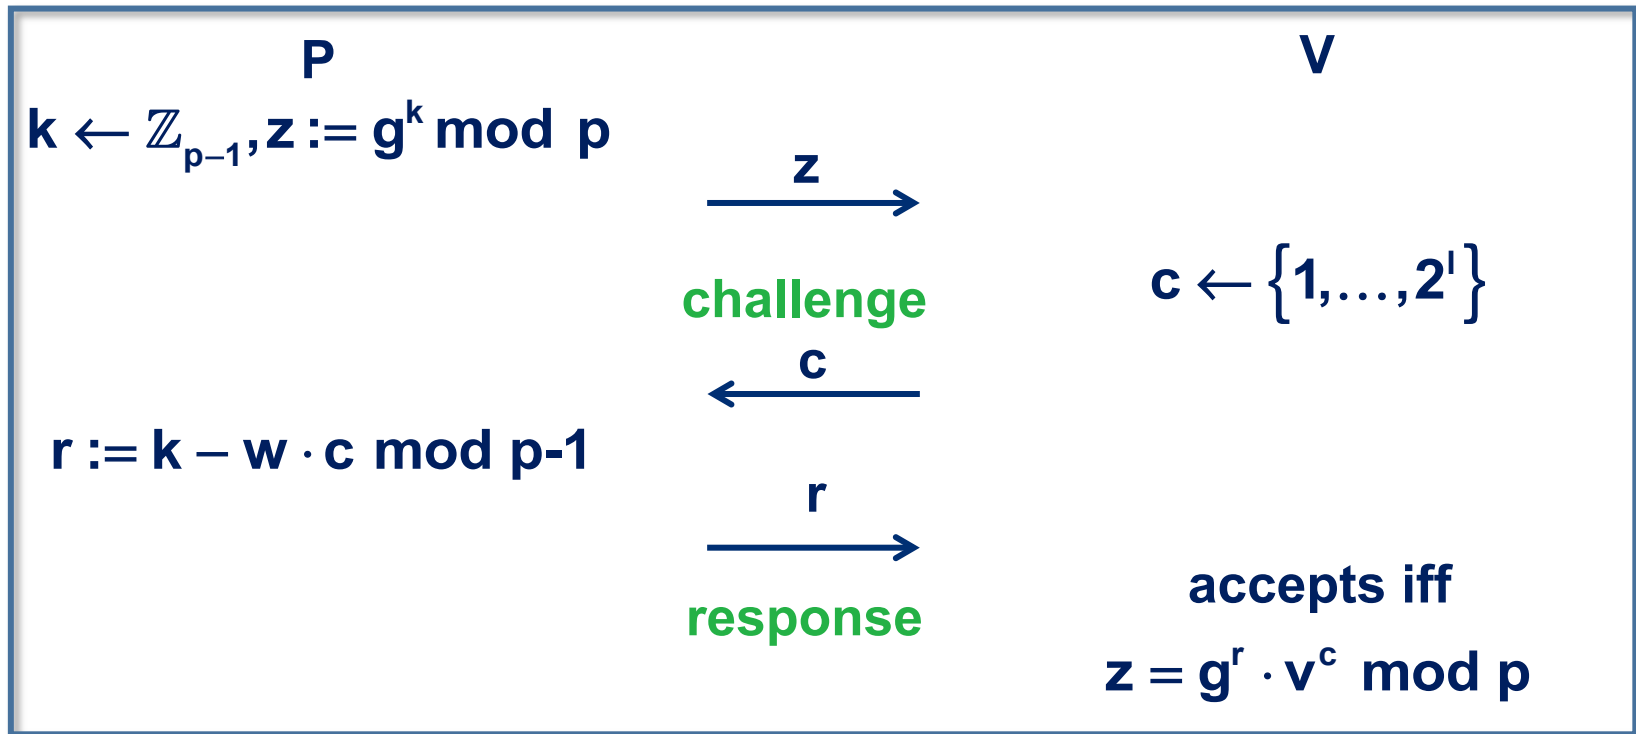 P
V
k ← ℤ_{p−1}, z := g^k mod p
z
challenge
c ← {1,…,2^l}
c
r := k − w · c mod p-1
r
response
accepts iff
z = g^r · v^c mod p